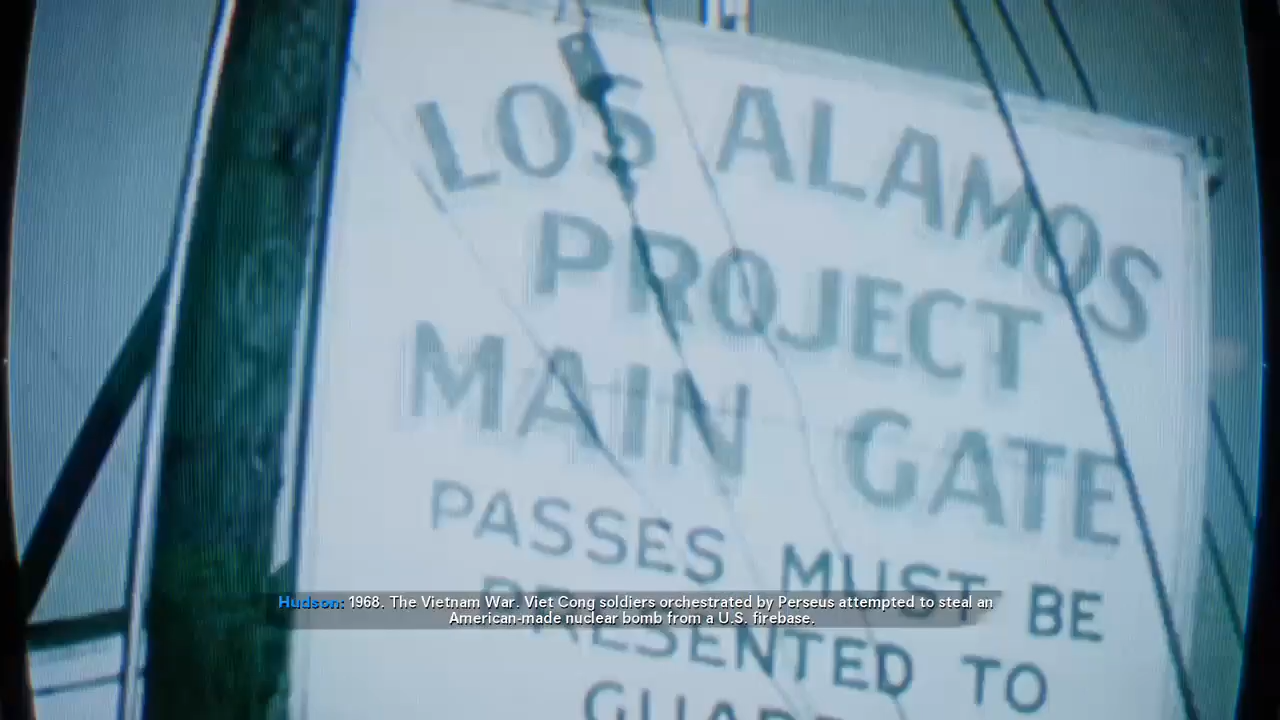 LOS ALAMOS
PROJECT
MAIN GATE
PASSES MUST BE
PRESENTED TO
Hudson: 1968. The Vietnam War. Viet Cong soldiers orchestrated by Perseus attempted to steal an
American-made nuclear bomb from a U.S. firebase.